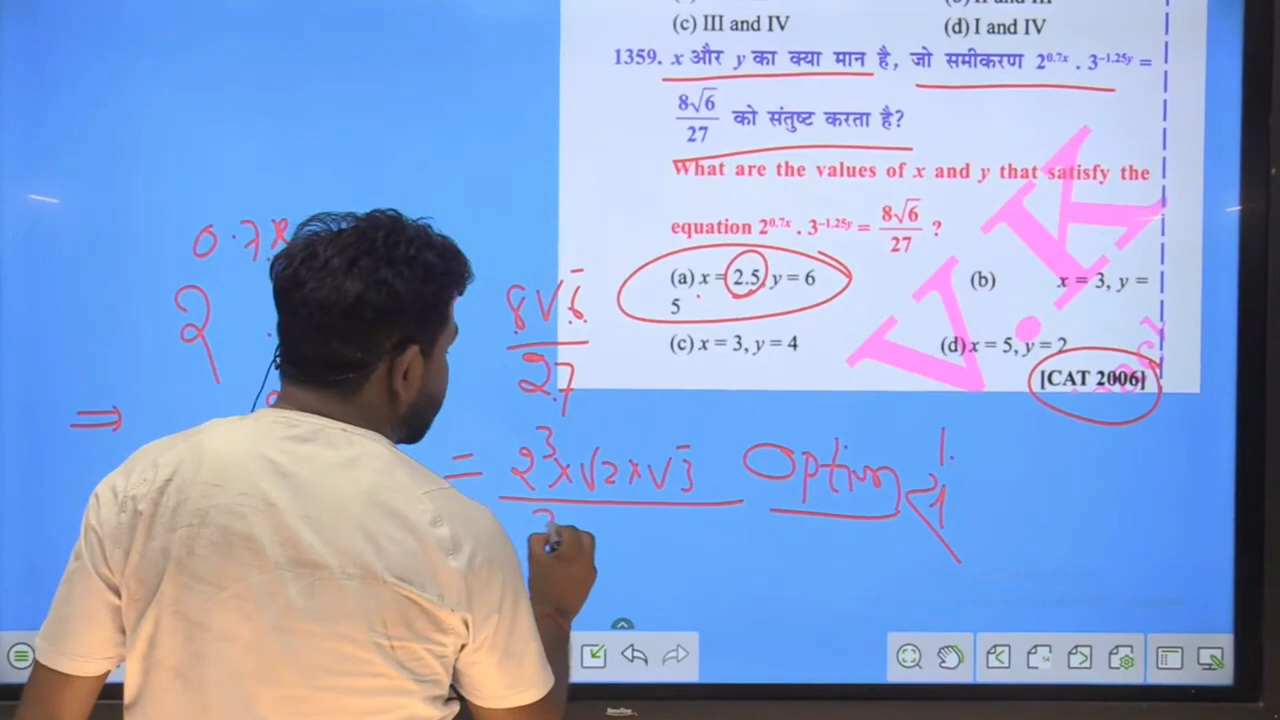 (c) III and IV
(d) I and IV
1359. x और y का क्या मान है, जो समीकरण 2^0.7x . 3^-1.25y =
8√6/27 को संतुष्ट करता है?
What are the values of x and y that satisfy the
equation 2^0.7x . 3^-1.25y = 8√6/27 ?
(a) x = 2.5, y = 6
(b) x = 3, y =
5
(c) x = 3, y = 4
(d) x = 5, y = 2
[CAT 2006]
V.K
0.7x
2
8√6
27
⇒
= 2^3×√2×√3
Option से